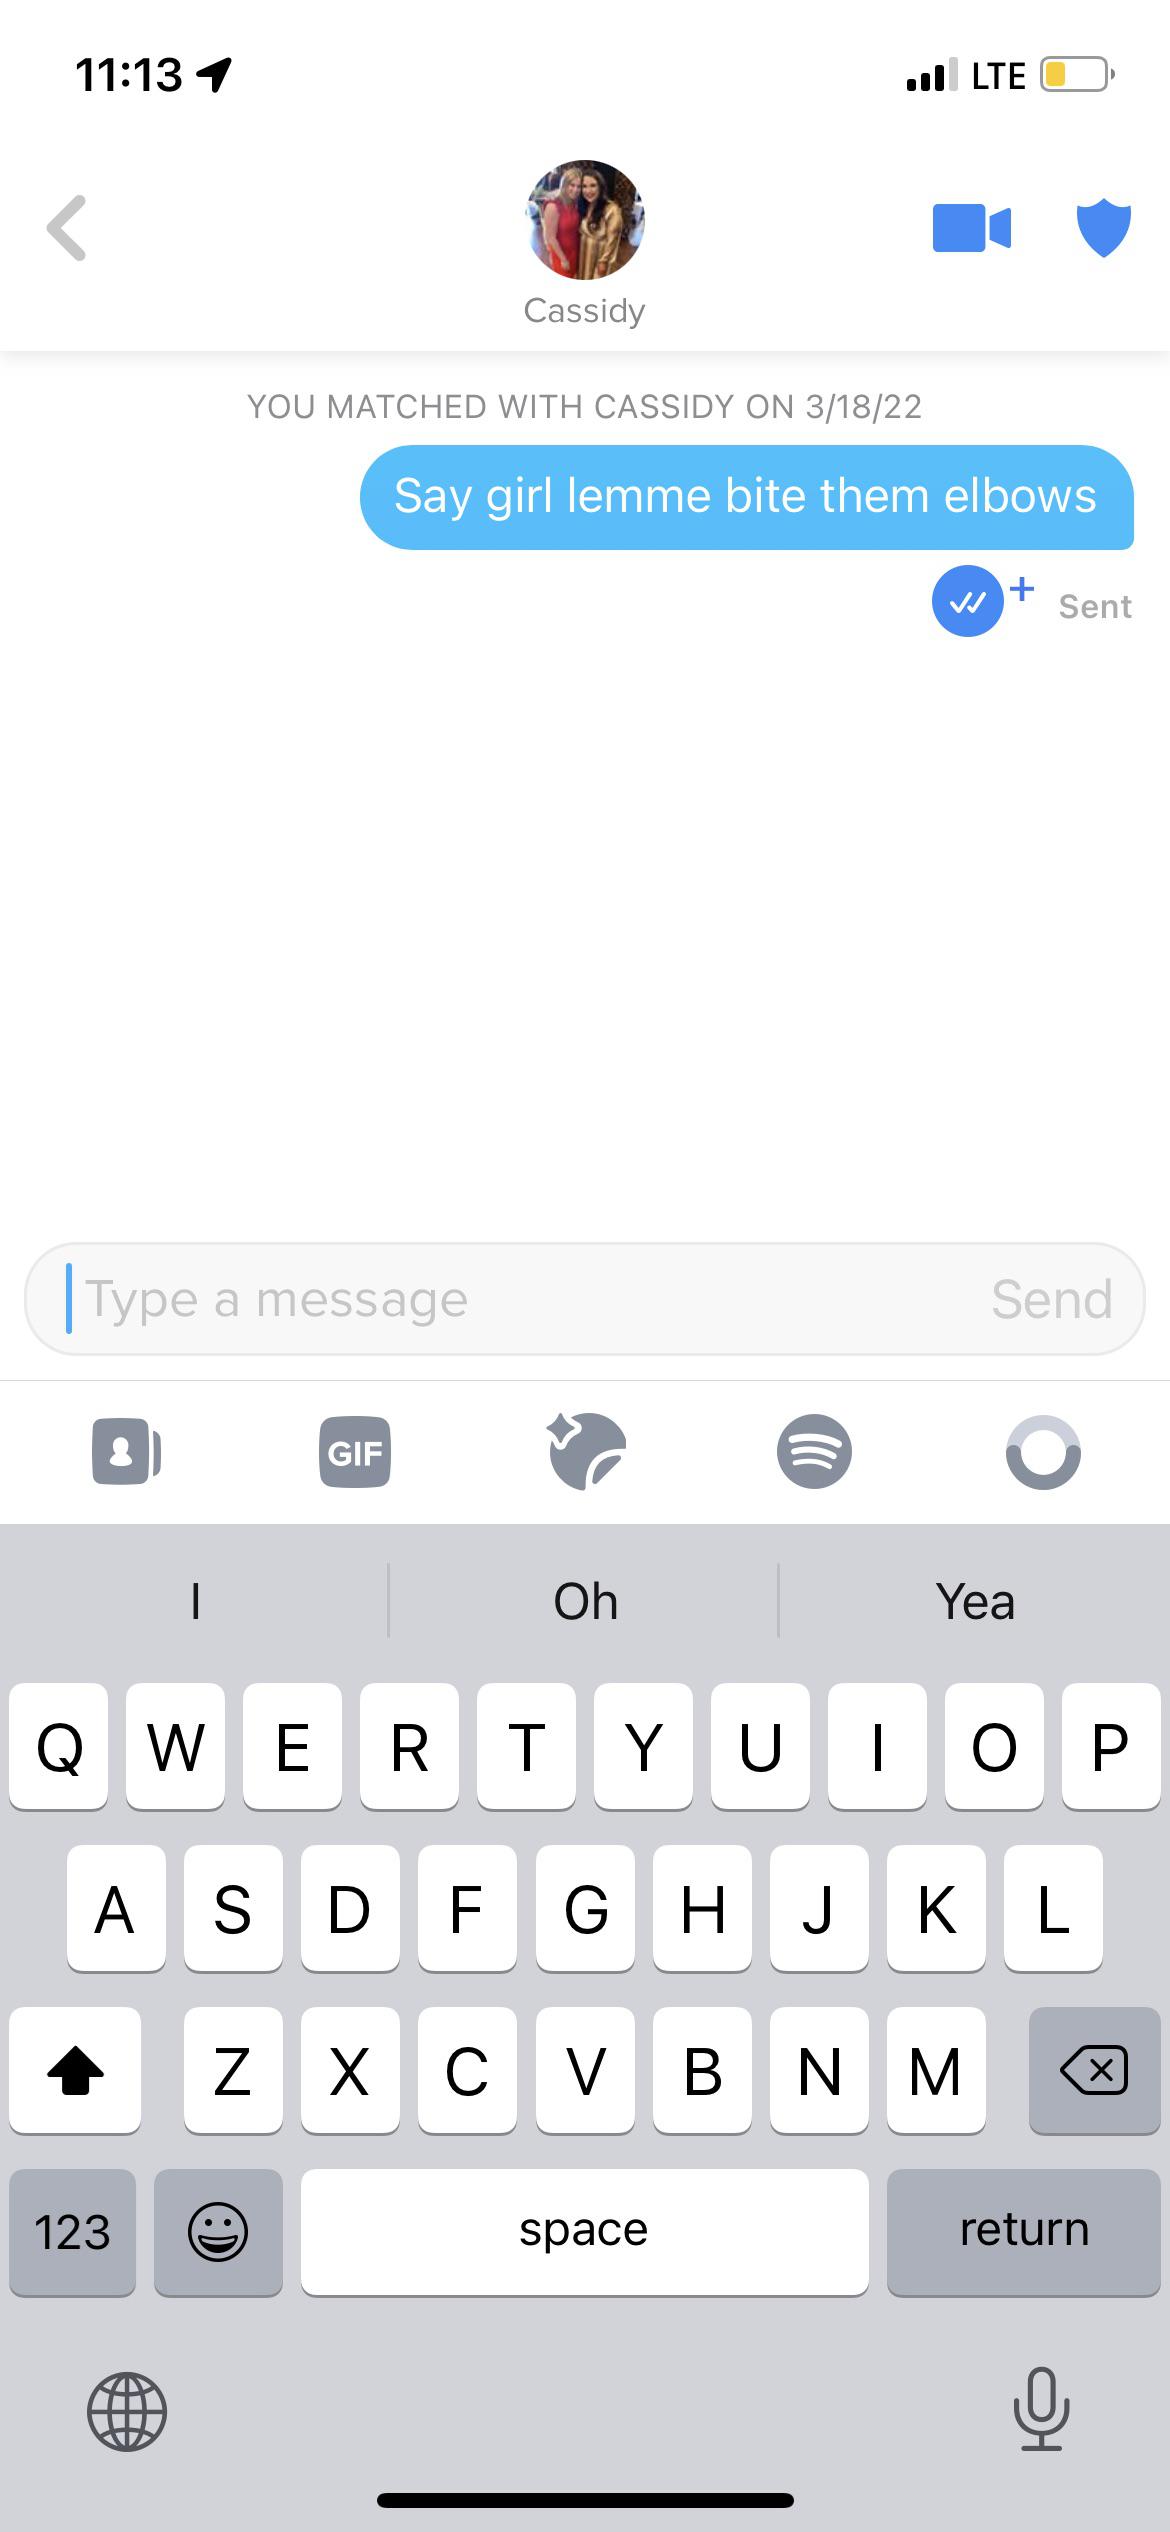 11:13
LTE
Cassidy
YOU MATCHED WITH CASSIDY ON 3/18/22
Say girl lemme bite them elbows
Sent
Type a message
Send
GIF
I
Oh
Yea
Q W E R T Y U I O P
A S D F G H J K L
Z X C V B N M
123
space
return